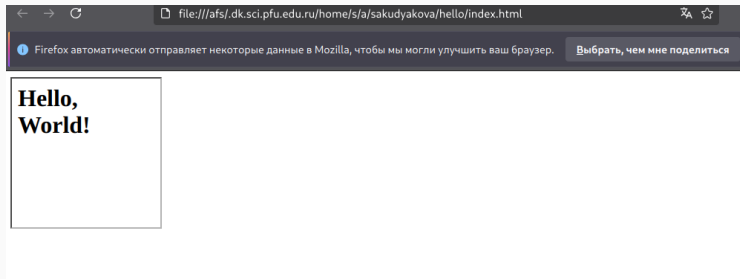 file:///afs/.dk.sci.pfu.edu.ru/home/s/a/sakudyakova/hello/index.html
Firefox автоматически отправляет некоторые данные в Mozilla, чтобы мы могли улучшить ваш браузер. Выбрать, чем мне поделиться
Hello,
World!